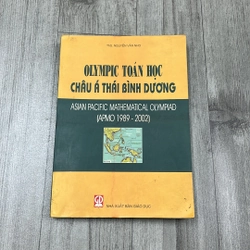 OLYMPIC TOÁN HỌC
CHÂU Á THÁI BÌNH DƯƠNG
ASIAN PACIFIC MATHEMATICAL OLYMPIAD
(APMO 1989 - 2002)
NHÀ XUẤT BẢN GIÁO DỤC